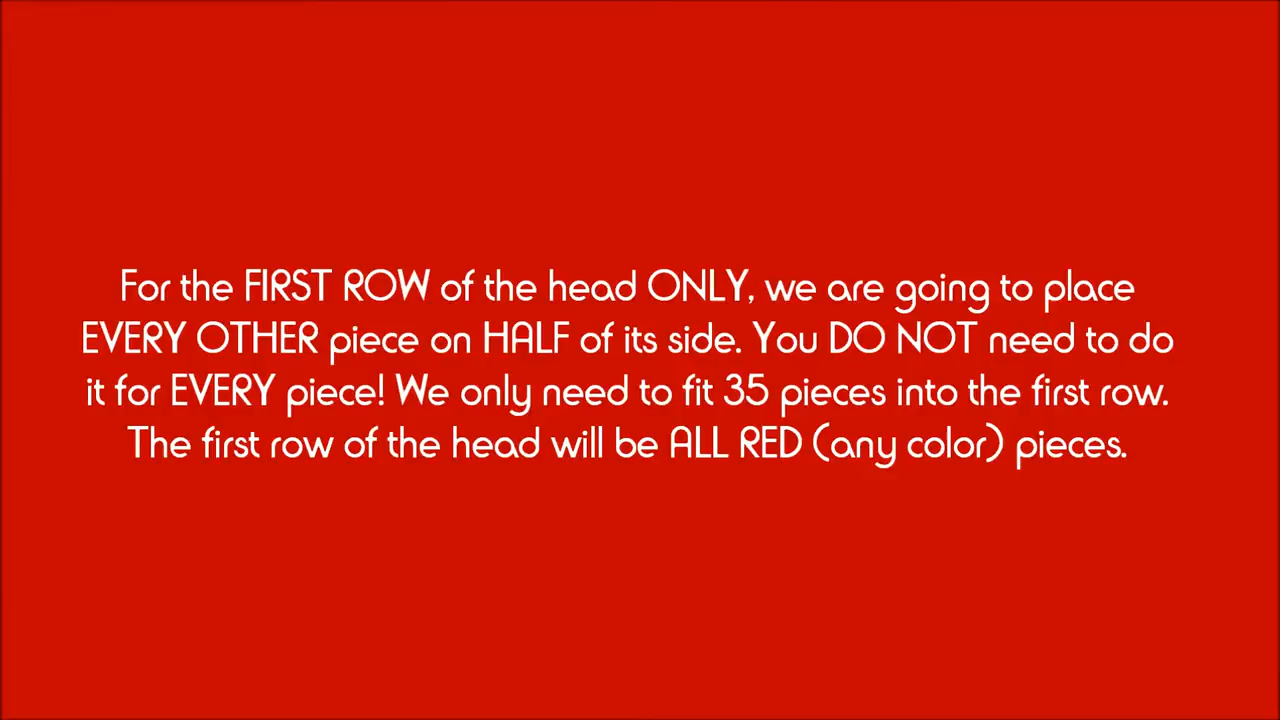 For the FIRST ROW of the head ONLY, we are going to place
EVERY OTHER piece on HALF of its side. You DO NOT need to do
it for EVERY piece! We only need to fit 35 pieces into the first row.
The first row of the head will be ALL RED (any color) pieces.